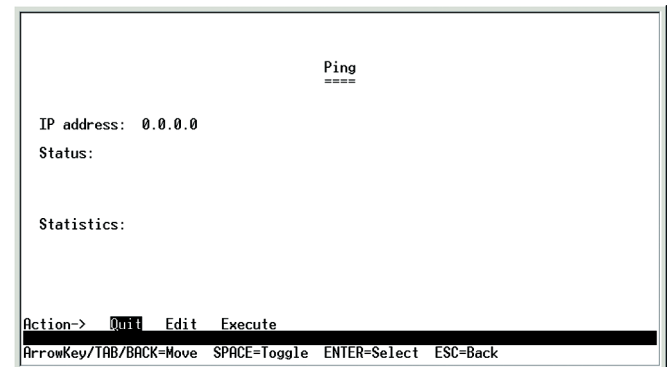 Ping
====
IP address: 0.0.0.0
Status:
Statistics:
Action-> Quit Edit Execute
ArrowKey/TAB/BACK=Move SPACE=Toggle ENTER=Select ESC=Back